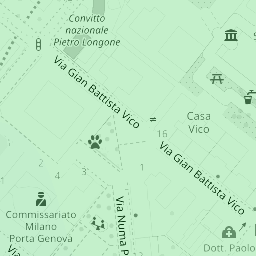 Convitto
nazionale
Pietro Longone
Via Gian Battista Vico
Casa
Vico
16
Via Gian Battista Vico
2
4
3
1
Via Numa P
Commissariato
Milano
Porta Genova
Dott. Paolo
Via